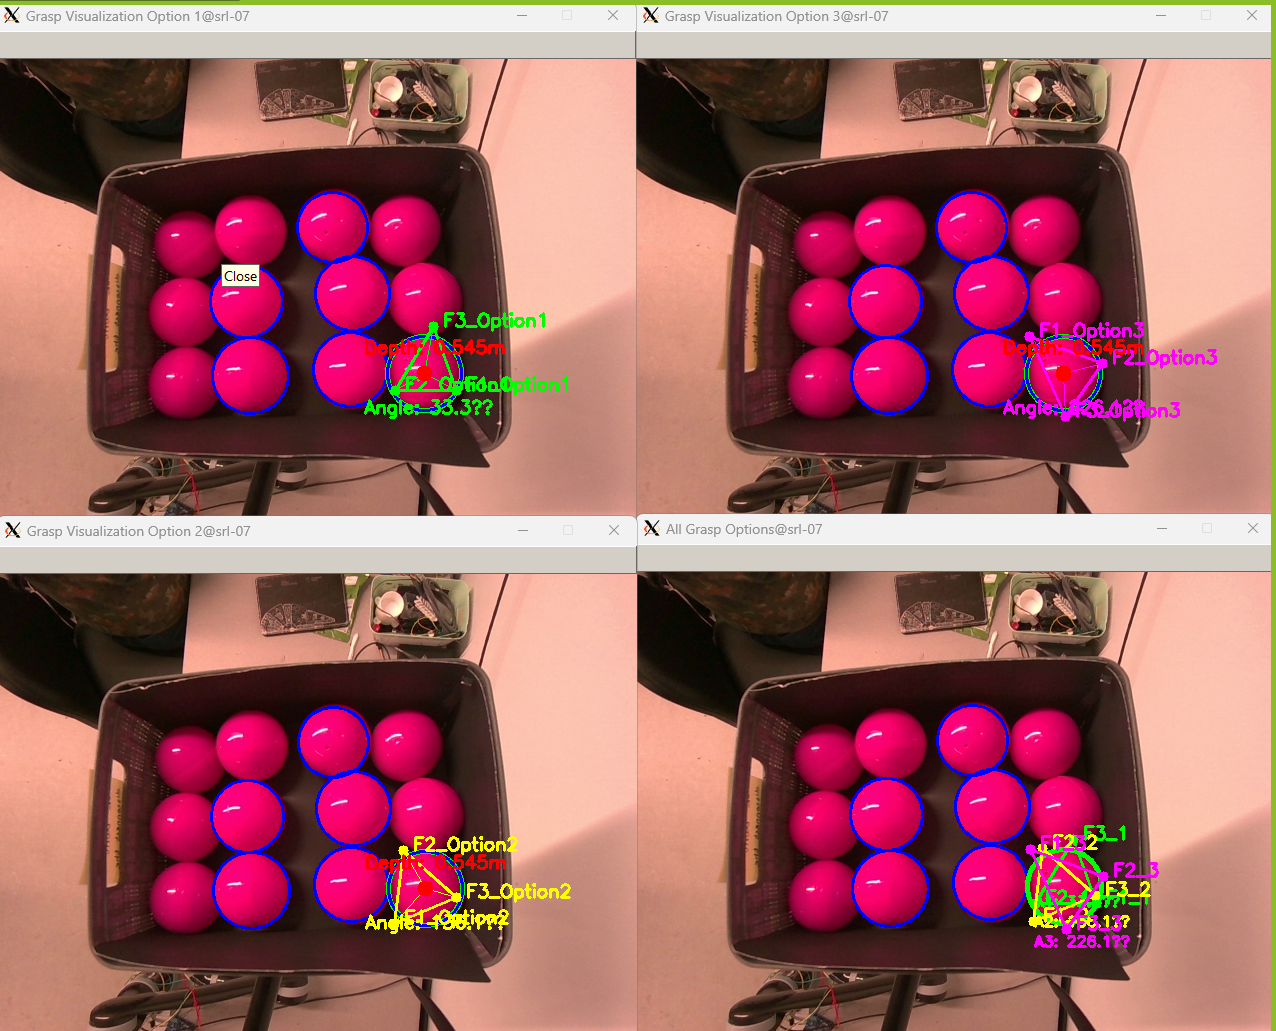 Grasp Visualization Option 1@srl-07
Grasp Visualization Option 3@srl-07
Close
F3_Option1
Angle: 33.3??
F1_Option3
F2_Option3
Grasp Visualization Option 2@srl-07
All Grasp Options@srl-07
F2_Option2
F3_Option2
F1_Option2
F3_1
F2_3
F3_2
A3: 226.1??